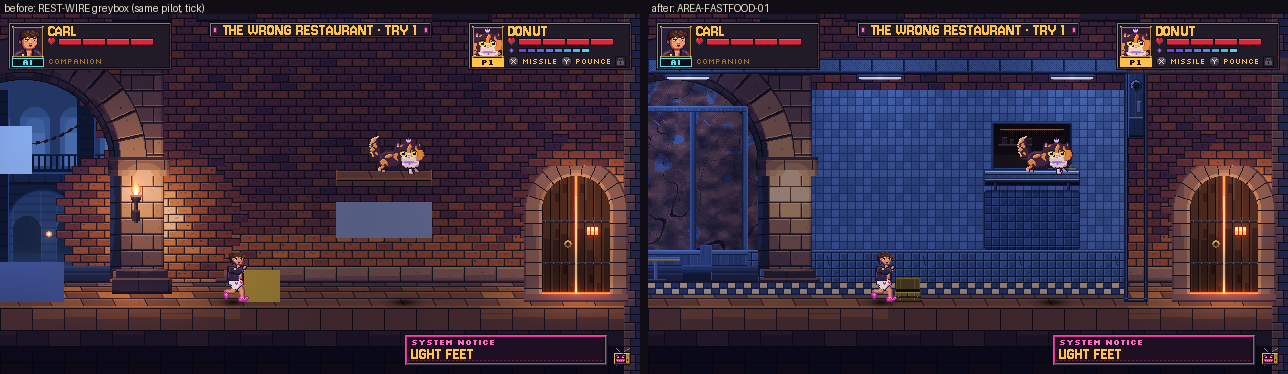 before: REST-WIRE greybox (same pilot, tick)
CARL
AI COMPANION
THE WRONG RESTAURANT · TRY 1
DONUT
P1 X MISSILE Y POUNCE
SYSTEM NOTICE
LIGHT FEET
after: AREA-FASTFOOD-01
CARL
AI COMPANION
THE WRONG RESTAURANT · TRY 1
DONUT
P1 X MISSILE Y POUNCE
SYSTEM NOTICE
LIGHT FEET